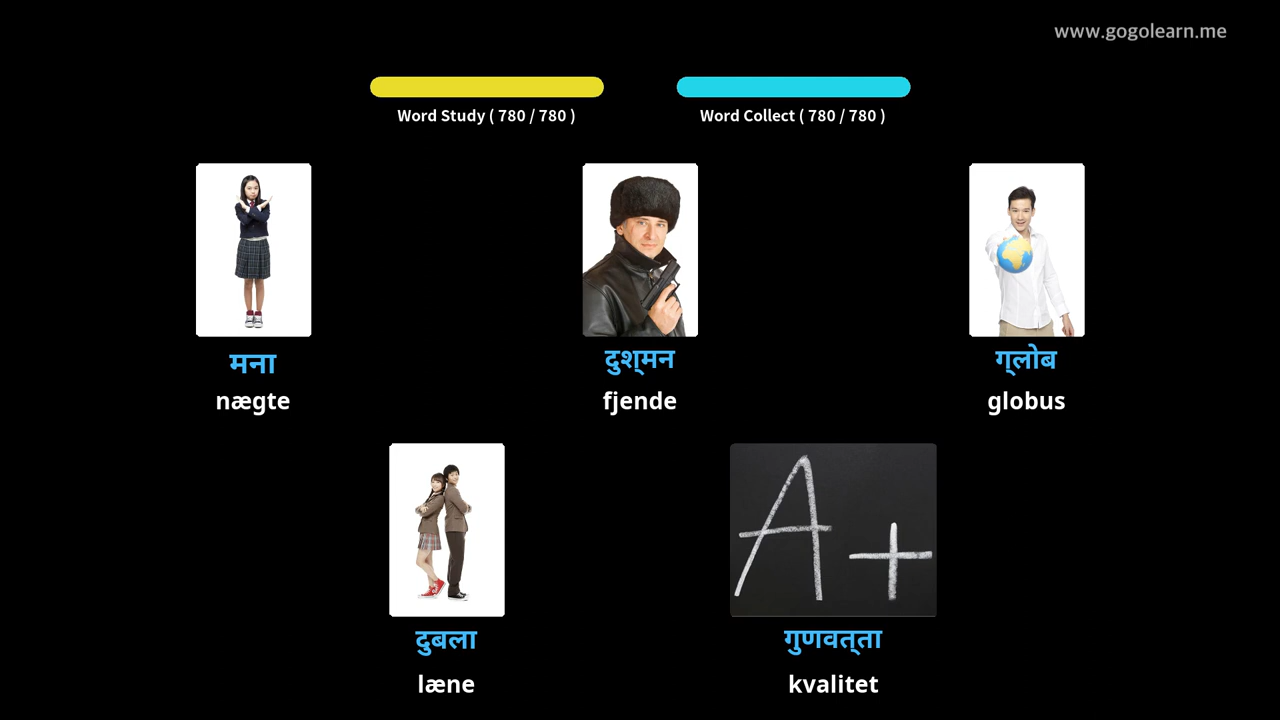 www.gogolearn.me
Word Study ( 780 / 780 )
Word Collect ( 780 / 780 )
मना
nægte
दुश्‌मन
fjende
ग्‌लोब
globus
A+
दुबला
læne
गुणवत्‌ता
kvalitet